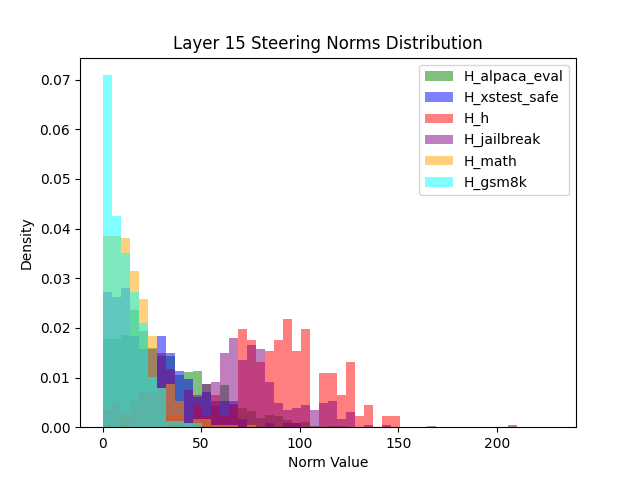 Layer 15 Steering Norms Distribution
H_alpaca_eval
H_xstest_safe
H_h
H_jailbreak
H_math
H_gsm8k
Density
0.07
0.06
0.05
0.04
0.03
0.02
0.01
0.00
0
50
100
150
200
Norm Value